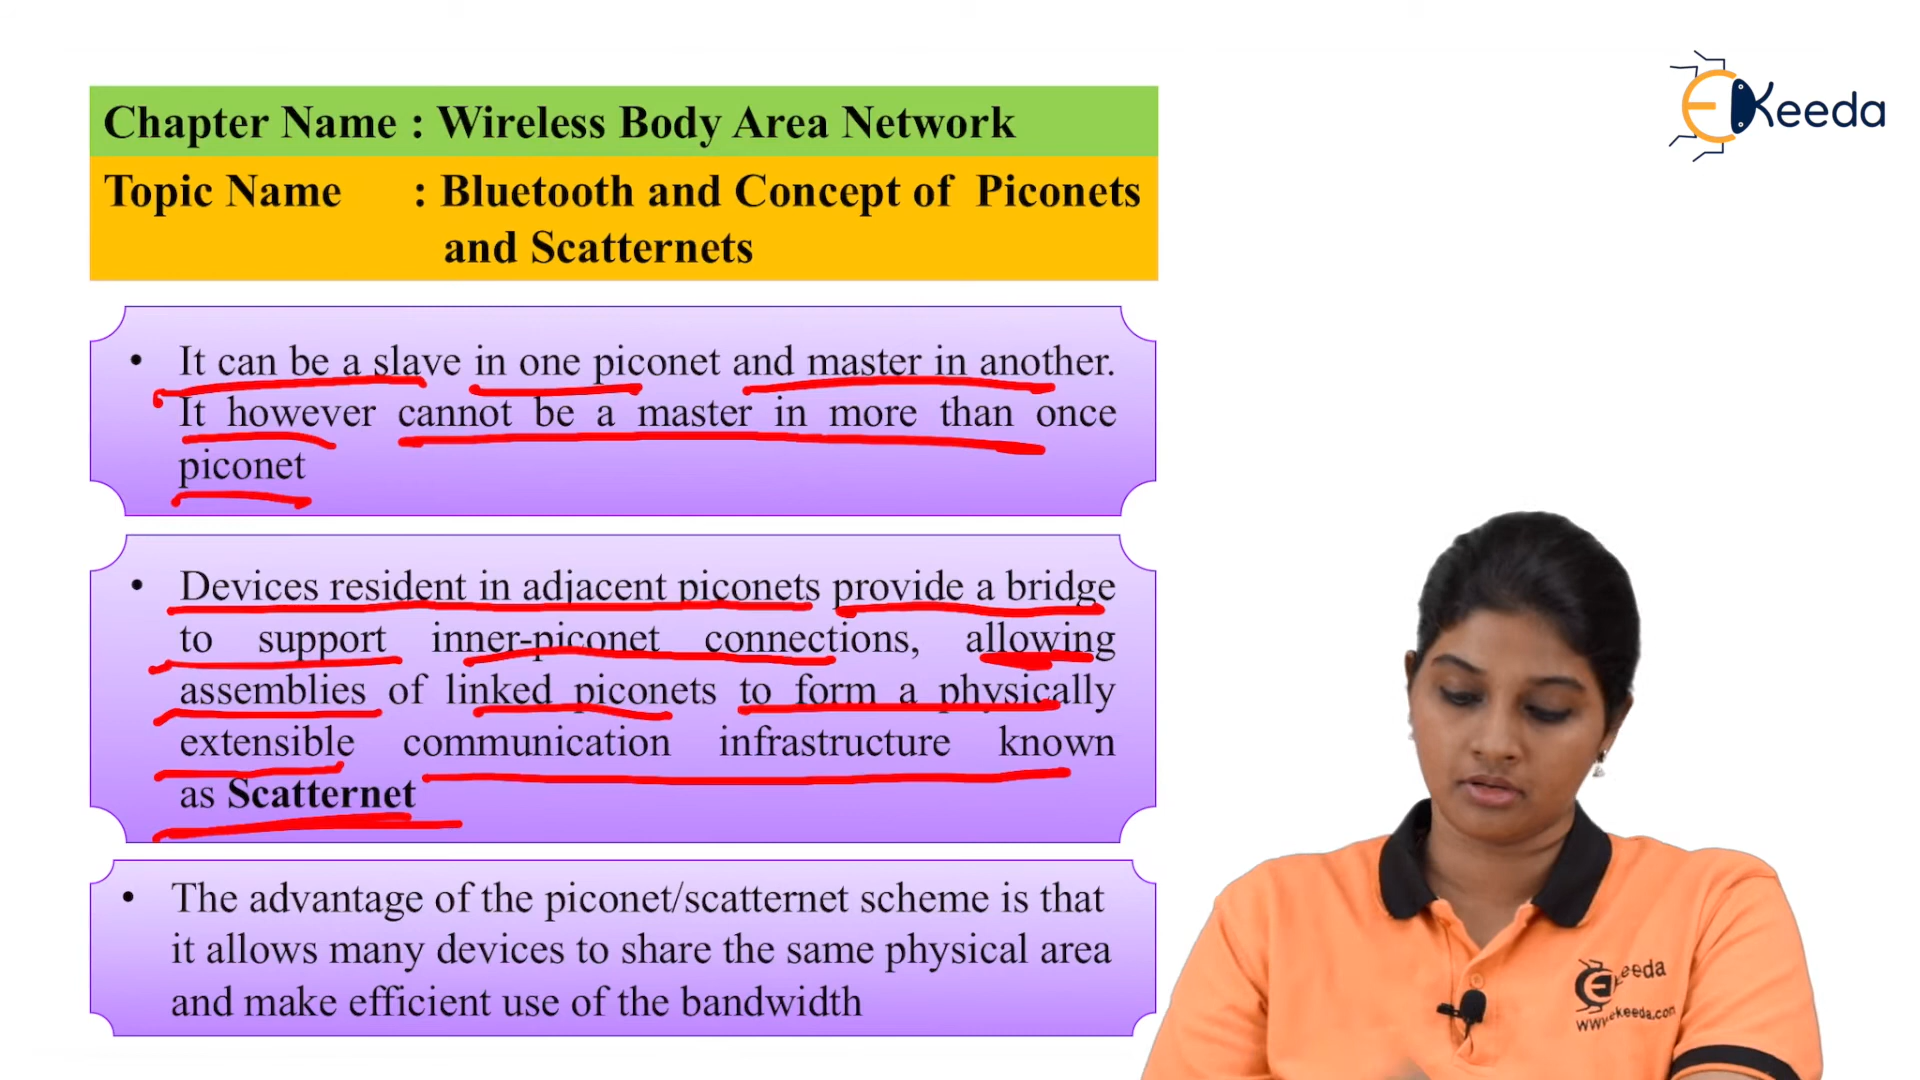 Chapter Name : Wireless Body Area Network
EKeeda
Topic Name : Bluetooth and Concept of Piconets
and Scatternets
• It can be a slave in one piconet and master in another.
It however cannot be a master in more than once
piconet
• Devices resident in adjacent piconets provide a bridge
to support inner-piconet connections, allowing
assemblies of linked piconets to form a physically
extensible communication infrastructure known
as Scatternet
• The advantage of the piconet/scatternet scheme is that
it allows many devices to share the same physical area
and make efficient use of the bandwidth
Ekeeda
www.ekeeda.com